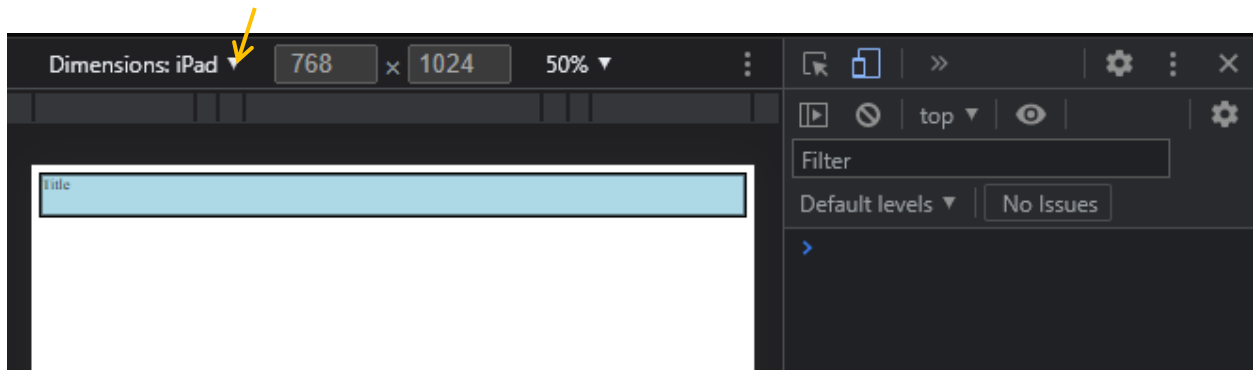 Dimensions: iPad ▼ 768 × 1024 50% ▼
top ▼
Filter
Default levels ▼ No Issues
Title